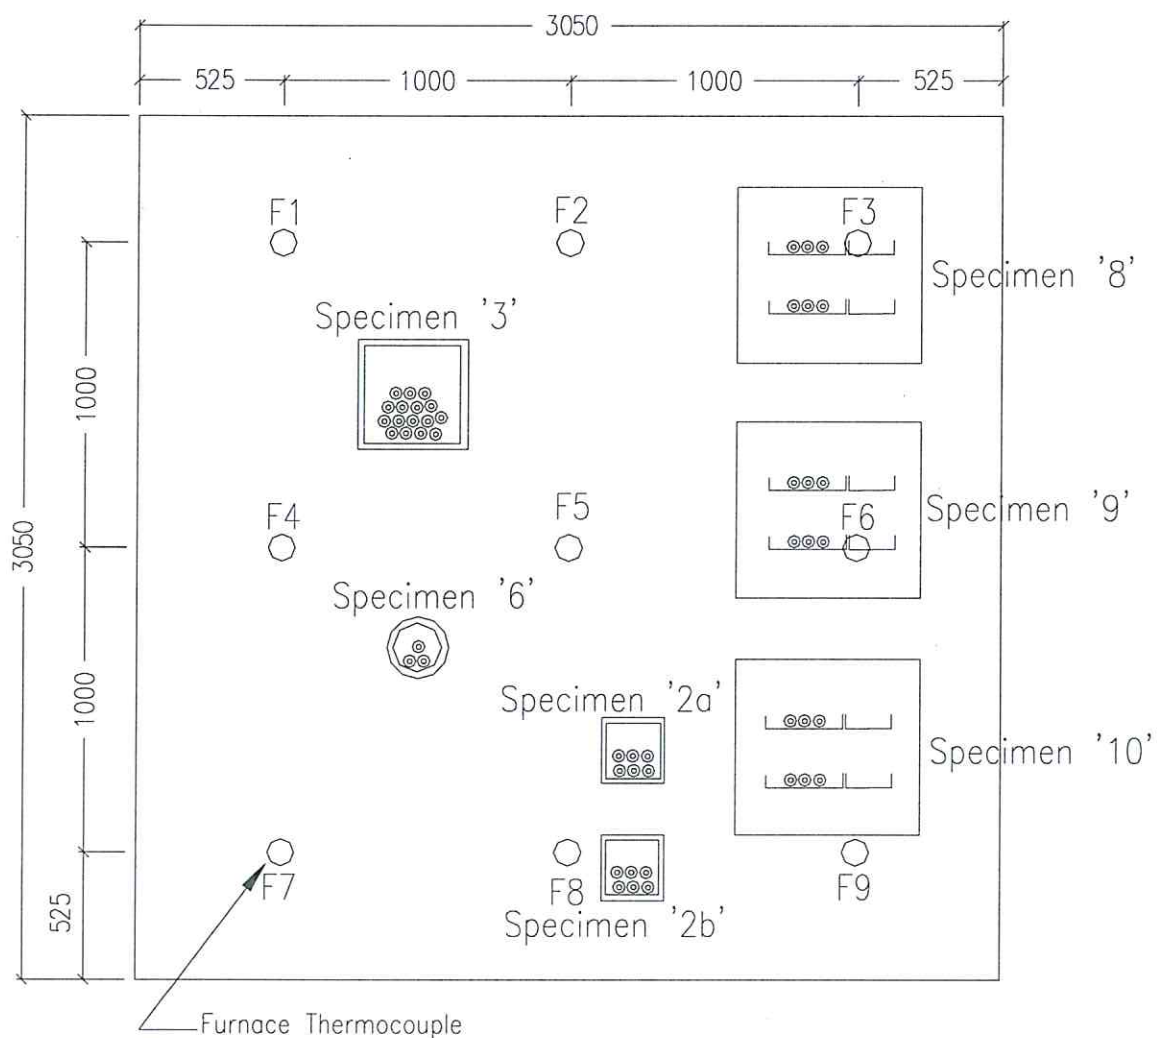 3050
525
1000
1000
525
F1
F2
F3
Specimen '8'
Specimen '3'
1000
F4
F5
F6
Specimen '9'
3050
Specimen '6'
1000
Specimen '2a'
Specimen '10'
F7
F8
F9
525
Specimen '2b'
Furnace Thermocouple